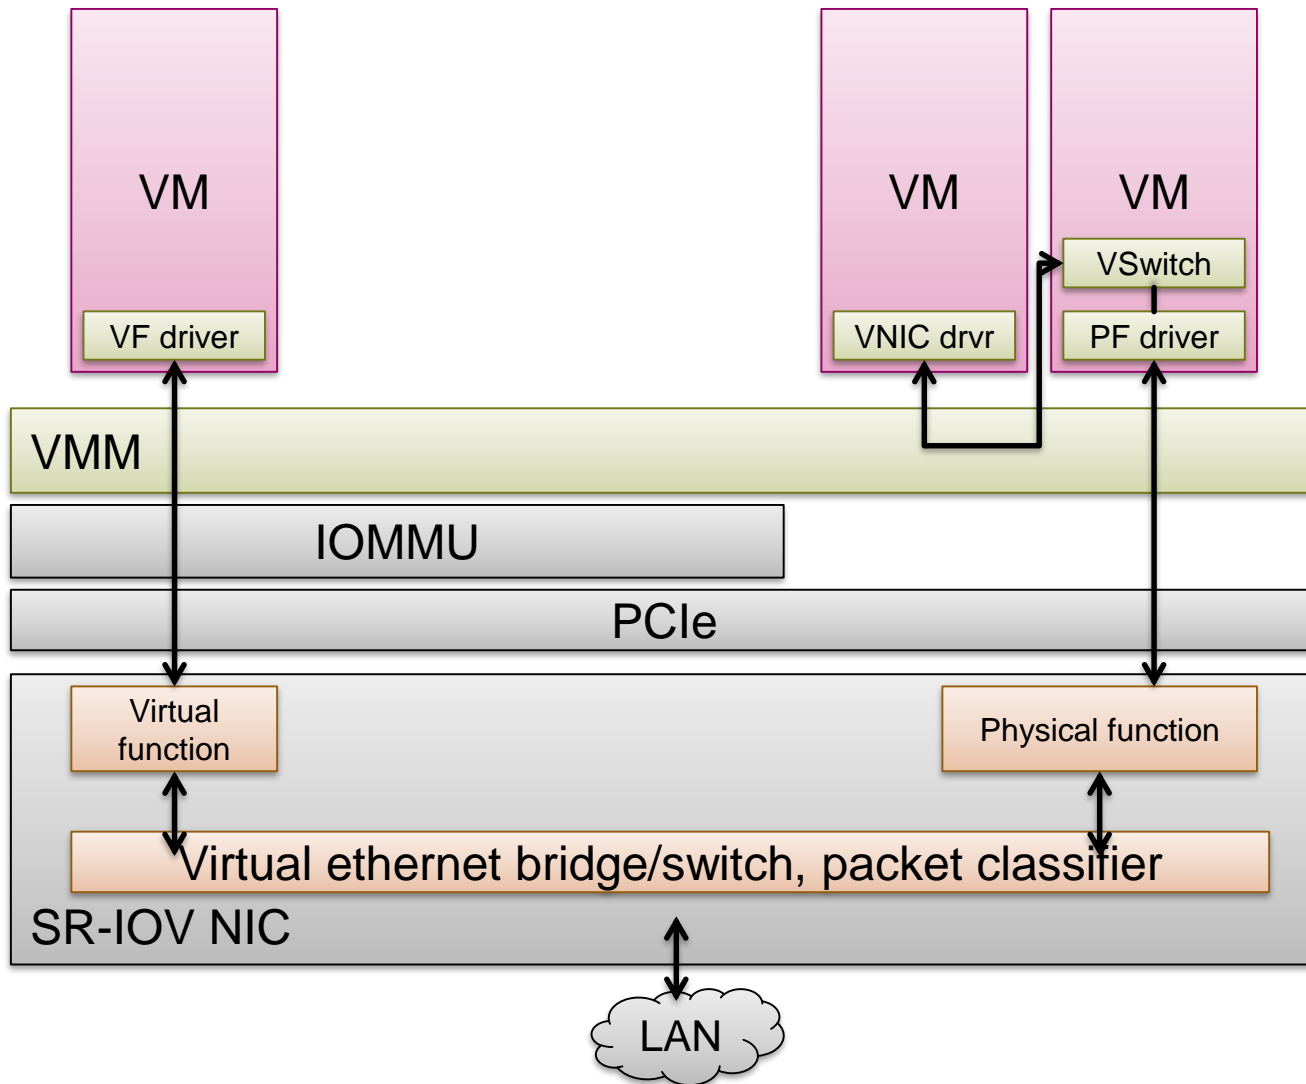 VM
VM
VM
VSwitch
VF driver
VNIC drvr
PF driver
VMM
IOMMU
PCIe
Virtual
function
Physical function
Virtual ethernet bridge/switch, packet classifier
SR-IOV NIC
LAN